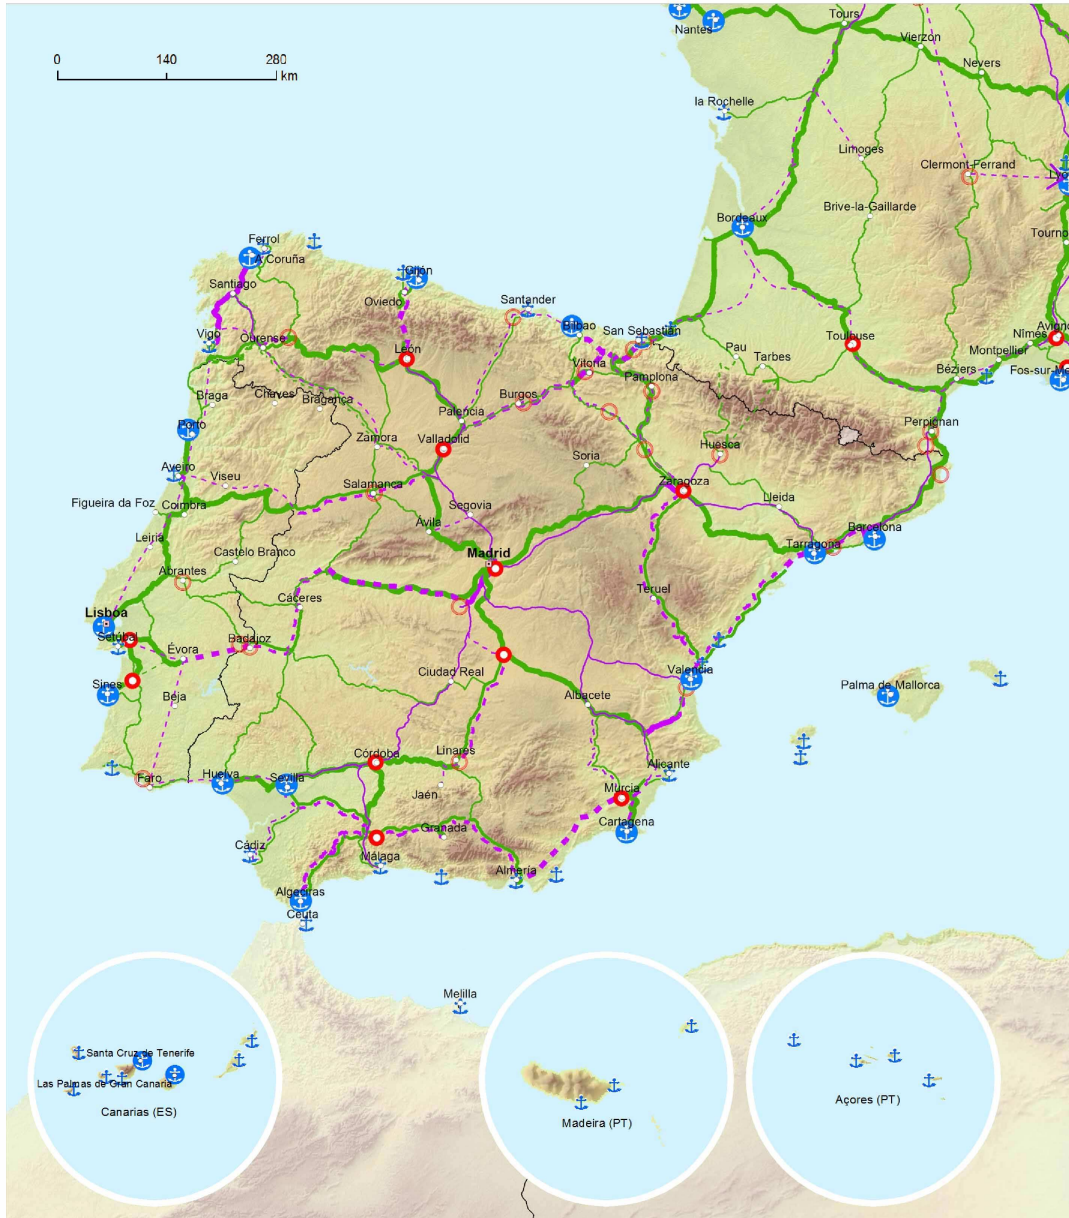 Tours
Nantes
Vierzon
0 140 280
km
Nevers
la Rochelle
Limoges
Clermont-Ferrand
Brive-la-Gaillarde
Bordeaux
Tourno
Ferrol
A Coruña
Gijón
Santiago
Oviedo
Santander
Bilbao
San Sebastián
Vigo
Ourense
León
Vitoria
Pau
Tarbes
Toulouse
Nîmes
Montpellier
Béziers
Fos-sur-Me
Pamplona
Braga
Chaves
Bragança
Palencia
Burgos
Porto
Zamora
Valladolid
Soria
Huesca
Perpignan
Aveiro
Viseu
Salamanca
Zaragoza
Lleida
Figueira da Foz
Coimbra
Segovia
Ávila
Barcelona
Leiria
Castelo Branco
Madrid
Tarragona
Abrantes
Cáceres
Teruel
Lisboa
Setúbal
Évora
Badajoz
Ciudad Real
Valencia
Sines
Beja
Albacete
Palma de Mallorca
Córdoba
Linares
Alicante
Faro
Huelva
Sevilla
Jaén
Murcia
Granada
Cartagena
Cádiz
Málaga
Almería
Algeciras
Ceuta
Melilla
Santa Cruz de Tenerife
Las Palmas de Gran Canaria
Canarias (ES)
Madeira (PT)
Açores (PT)